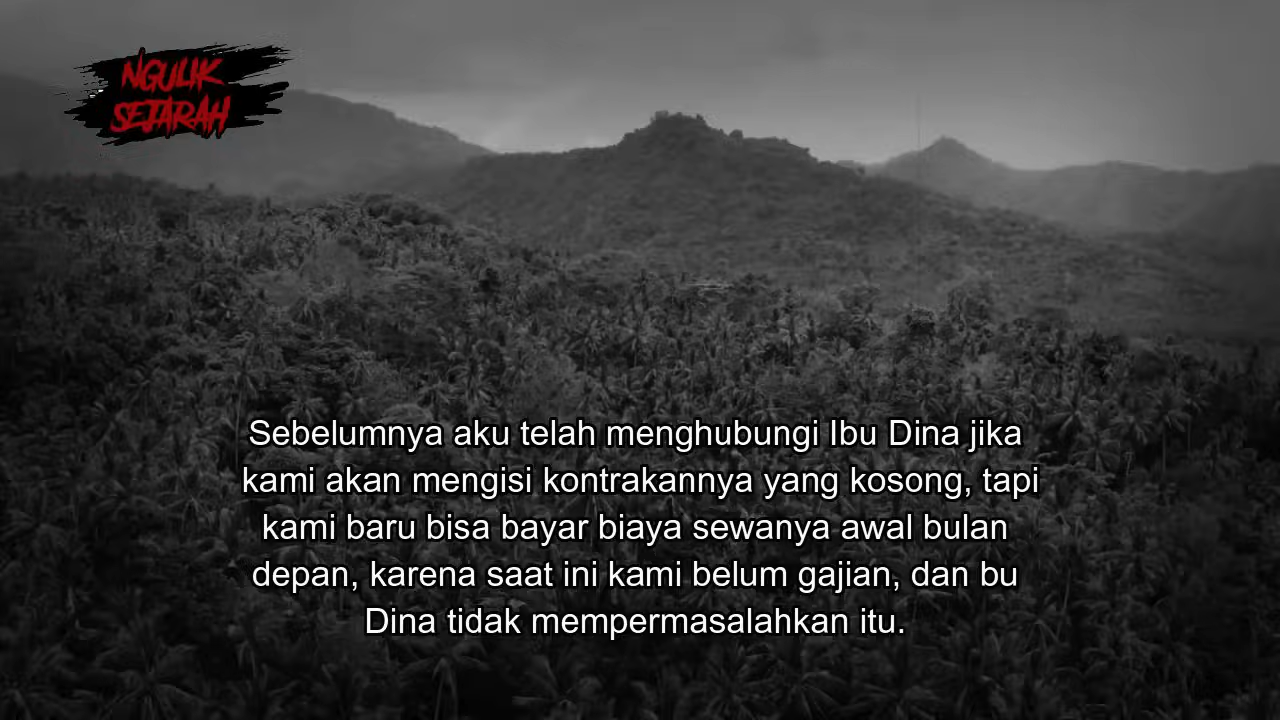 NGULIK
SEJARAH
Sebelumnya aku telah menghubungi Ibu Dina jika
kami akan mengisi kontrakannya yang kosong, tapi
kami baru bisa bayar biaya sewanya awal bulan
depan, karena saat ini kami belum gajian, dan bu
Dina tidak mempermasalahkan itu.